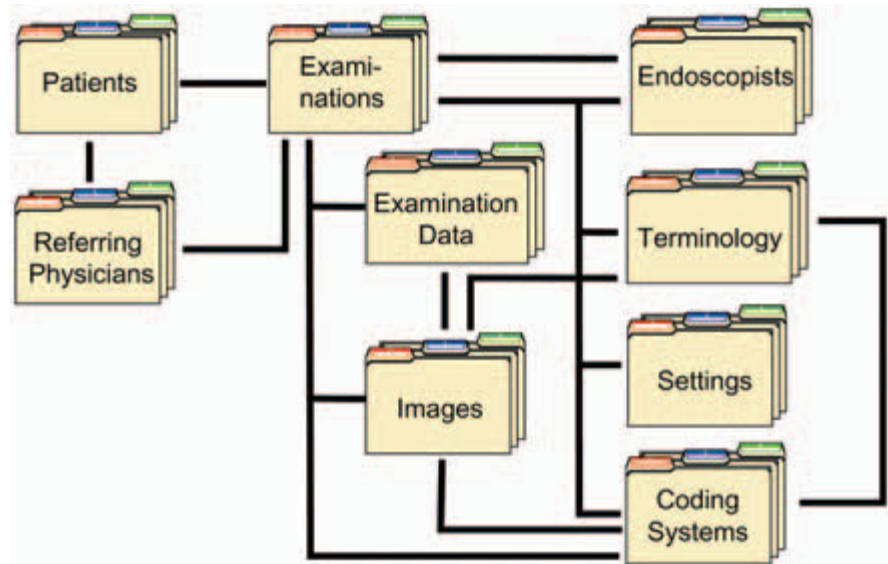 Patients
Exami-
nations
Endoscopists
Referring
Physicians
Examination
Data
Terminology
Images
Settings
Coding
Systems